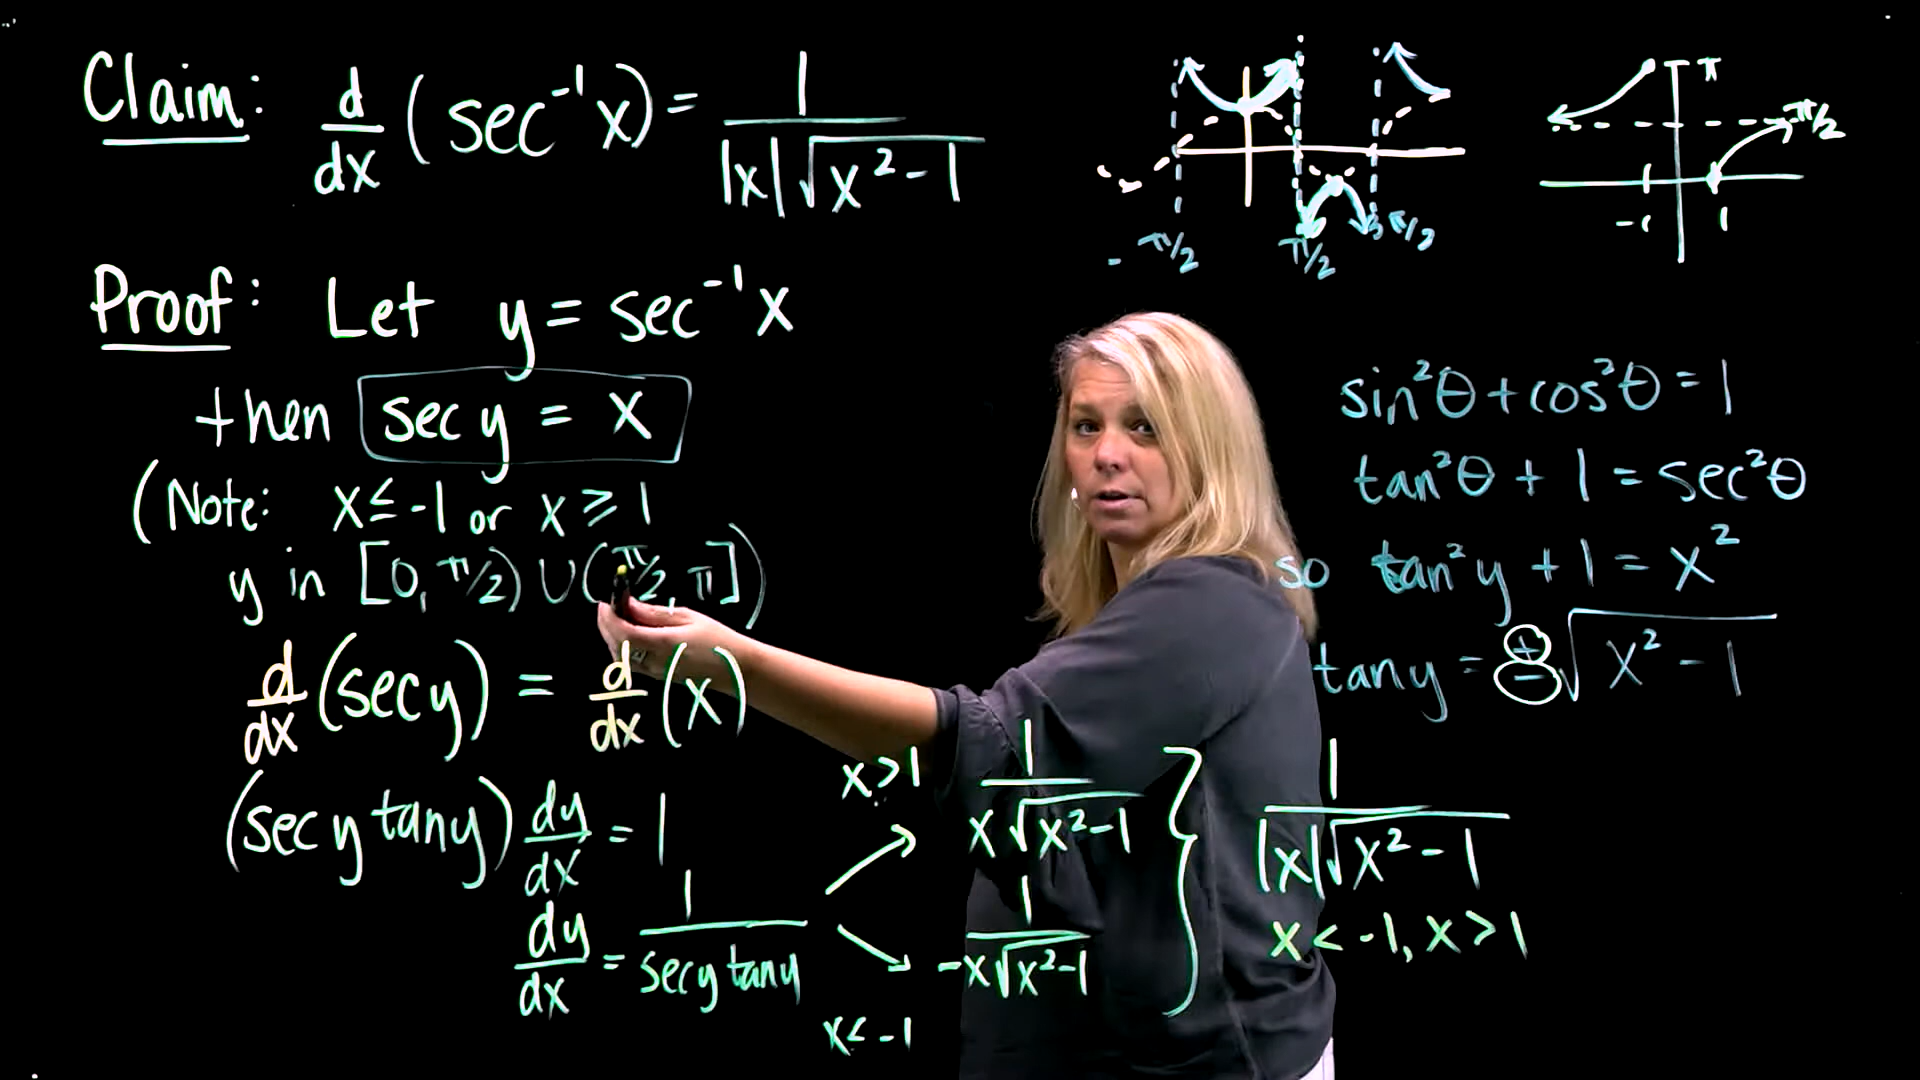 Claim: d/dx (sec⁻¹x) = 1/(|x|√(x²-1))
Proof: Let y = sec⁻¹x
then sec y = x
(Note: x ≤ -1 or x ≥ 1
y in [0, π/2) ∪ (π/2, π])
d/dx (sec y) = d/dx (x)
(sec y tan y) dy/dx = 1
dy/dx = 1/(sec y tan y)
x > 1
1/(x√(x²-1))
1/(-x√(x²-1))
x < -1
1/(|x|√(x²-1))
x < -1, x > 1
-π/2
π/2
3π/2
π
π/2
-1
1
sin²θ + cos²θ = 1
tan²θ + 1 = sec²θ
so tan²y + 1 = x²
tan y = ±√(x²-1)